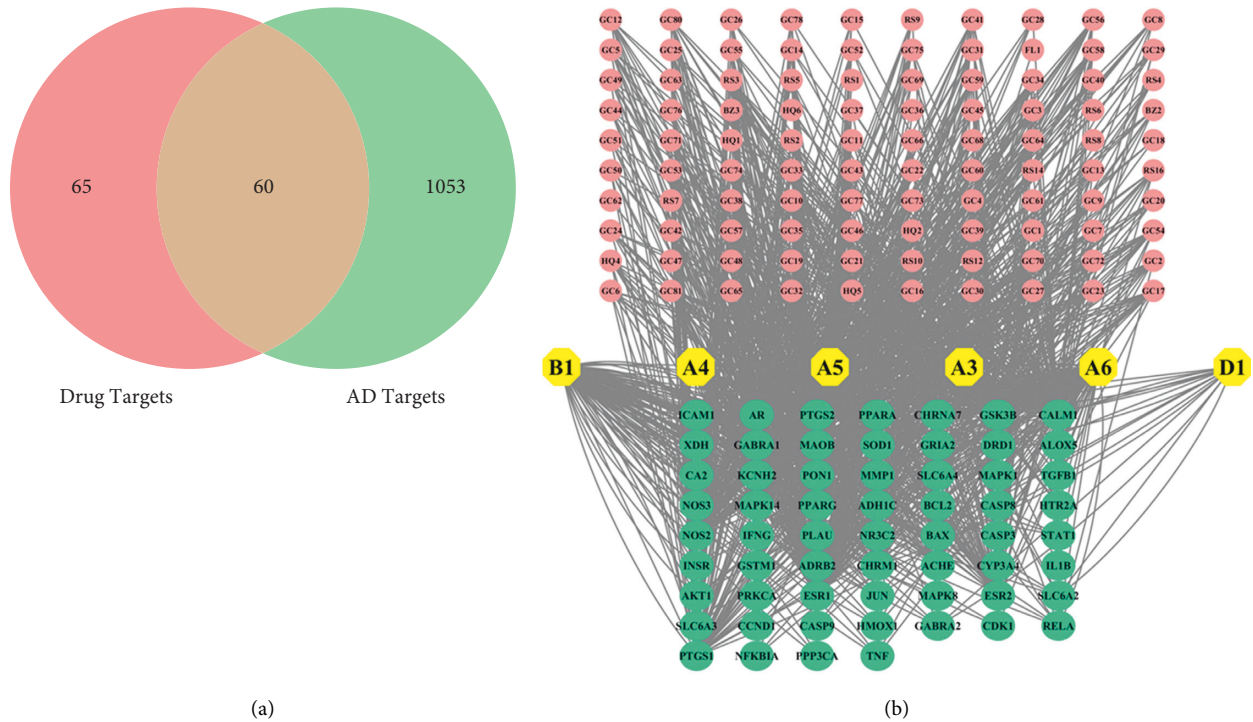 65
60
1053
Drug Targets
AD Targets
(a)
GC12 GC80 GC26 GC78 GC15 RS9 GC41 GC28 GC56 GC8
GC5 GC25 GC55 GC14 GC52 GC75 GC31 FL1 GC58 GC29
GC49 GC63 RS3 RS5 RS1 GC69 GC59 GC34 GC40 RS4
GC44 GC76 BZ3 HQ6 GC37 GC36 GC45 GC3 RS6 BZ2
GC51 GC71 HQ1 RS2 GC11 GC66 GC68 GC64 RS8 GC18
GC50 GC53 GC74 GC33 GC43 GC22 GC60 RS14 GC13 RS16
GC62 RS7 GC38 GC10 GC77 GC73 GC4 GC61 GC9 GC20
GC24 GC42 GC57 GC35 GC46 HQ2 GC39 GC1 GC7 GC54
HQ4 GC47 GC48 GC19 GC21 RS10 RS12 GC70 GC72 GC2
GC6 GC81 GC65 GC32 HQ5 GC16 GC30 GC27 GC23 GC17
B1 A4 A5 A3 A6 D1
ICAM1 AR PTGS2 PPARA CHRNA7 GSK3B CALM1
XDH GABRA1 MAOB SOD1 GRIA2 DRD1 ALOX5
CA2 KCNH2 PON1 MMP1 SLC6A4 MAPK1 TGFB1
NOS3 MAPK14 PPARG ADH1C BCL2 CASP8 HTR2A
NOS2 IFNG PLAU NR3C2 BAX CASP3 STAT1
INSR GSTM1 ADRB2 CHRM1 ACHE CYP3A4 IL1B
AKT1 PRKCA ESR1 JUN MAPK8 ESR2 SLC6A2
SLC6A3 CCND1 CASP9 HMOX1 GABRA2 CDK1 RELA
PTGS1 NFKBIA PPP3CA TNF
(b)